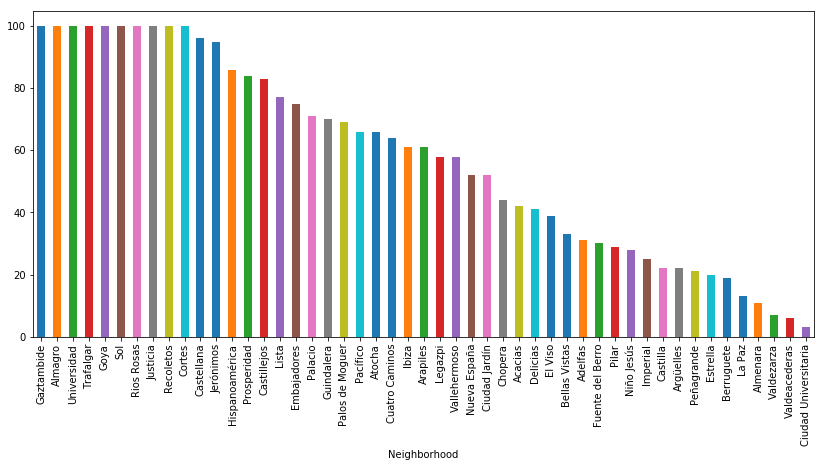 100
80
60
40
20
0
Gaztambide
Almagro
Universidad
Trafalgar
Goya
Sol
Ríos Rosas
Justicia
Recoletos
Cortes
Castellana
Jerónimos
Hispanoamérica
Prosperidad
Castillejos
Lista
Embajadores
Palacio
Guindalera
Palos de Moguer
Pacífico
Atocha
Cuatro Caminos
Ibiza
Arapiles
Legazpi
Vallehermoso
Nueva España
Ciudad Jardín
Chopera
Acacias
Delicias
El Viso
Bellas Vistas
Adelfas
Fuente del Berro
Pilar
Niño Jesús
Imperial
Castilla
Argüelles
Peñagrande
Estrella
Berruguete
La Paz
Almenara
Valdezarza
Valdeacederas
Ciudad Universitaria
Neighborhood